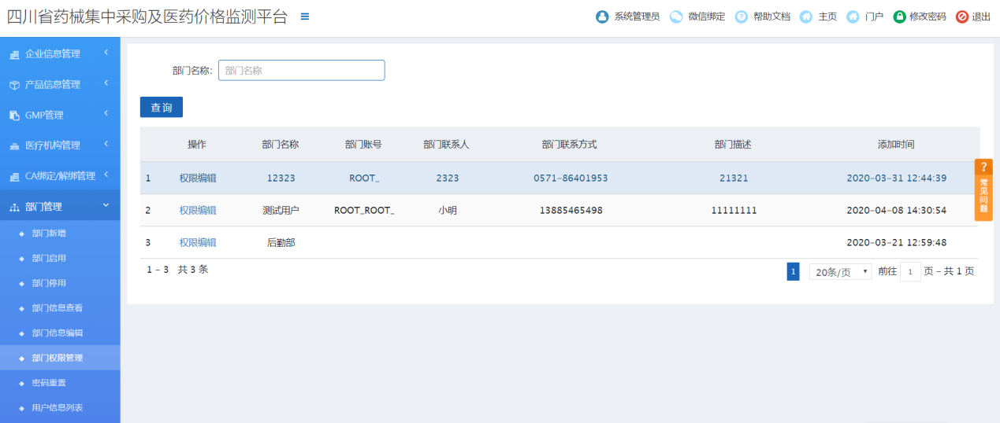 四川省药械集中采购及医药价格监测平台
系统管理员 微信绑定 帮助文档 主页 门户 修改密码 退出
企业信息管理
产品信息管理
GMP管理
医疗机构管理
CA绑定/解绑管理
部门管理
部门新增
部门启用
部门停用
部门信息查看
部门信息编辑
部门权限管理
密码重置
用户信息列表
部门名称: 部门名称
查询
操作 部门名称 部门账号 部门联系人 部门联系方式 部门描述 添加时间
1 权限编辑 12323 ROOT_ 2323 0571-86401953 21321 2020-03-31 12:44:39
2 权限编辑 测试用户 ROOT_ROOT_ 小明 13885465498 11111111 2020-04-08 14:30:54
3 权限编辑 后勤部 2020-03-21 12:59:48
1 - 3 共 3 条
1 20条/页 前往 1 页 - 共 1 页
? 常见问题